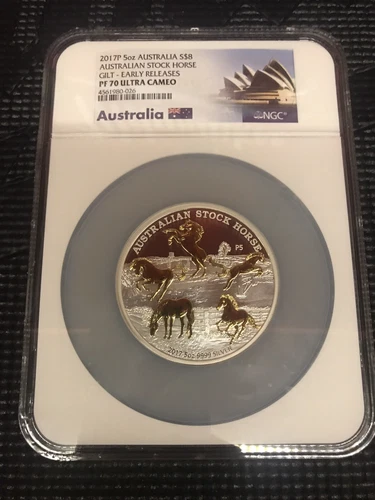 2017P 5oz AUSTRALIA S$8
AUSTRALIAN STOCK HORSE
GILT - EARLY RELEASES
PF 70 ULTRA CAMEO
4561980-026
Australia
NGC®
AUSTRALIAN STOCK HORSE
P5
2017 5oz 9999 SILVER